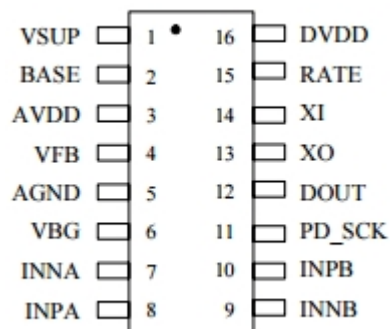 VSUP 1 16 DVDD
BASE 2 15 RATE
AVDD 3 14 XI
VFB 4 13 XO
AGND 5 12 DOUT
VBG 6 11 PD_SCK
INNA 7 10 INPB
INPA 8 9 INNB